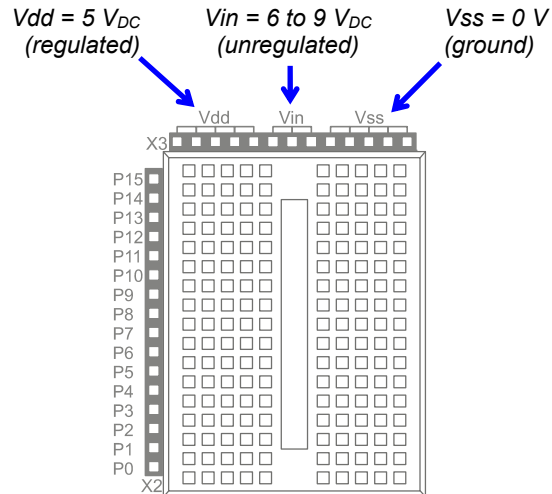 Vdd = 5 VDC
(regulated)
Vin = 6 to 9 VDC
(unregulated)
Vss = 0 V
(ground)
Vdd Vin Vss
X3
P15
P14
P13
P12
P11
P10
P9
P8
P7
P6
P5
P4
P3
P2
P1
P0
X2